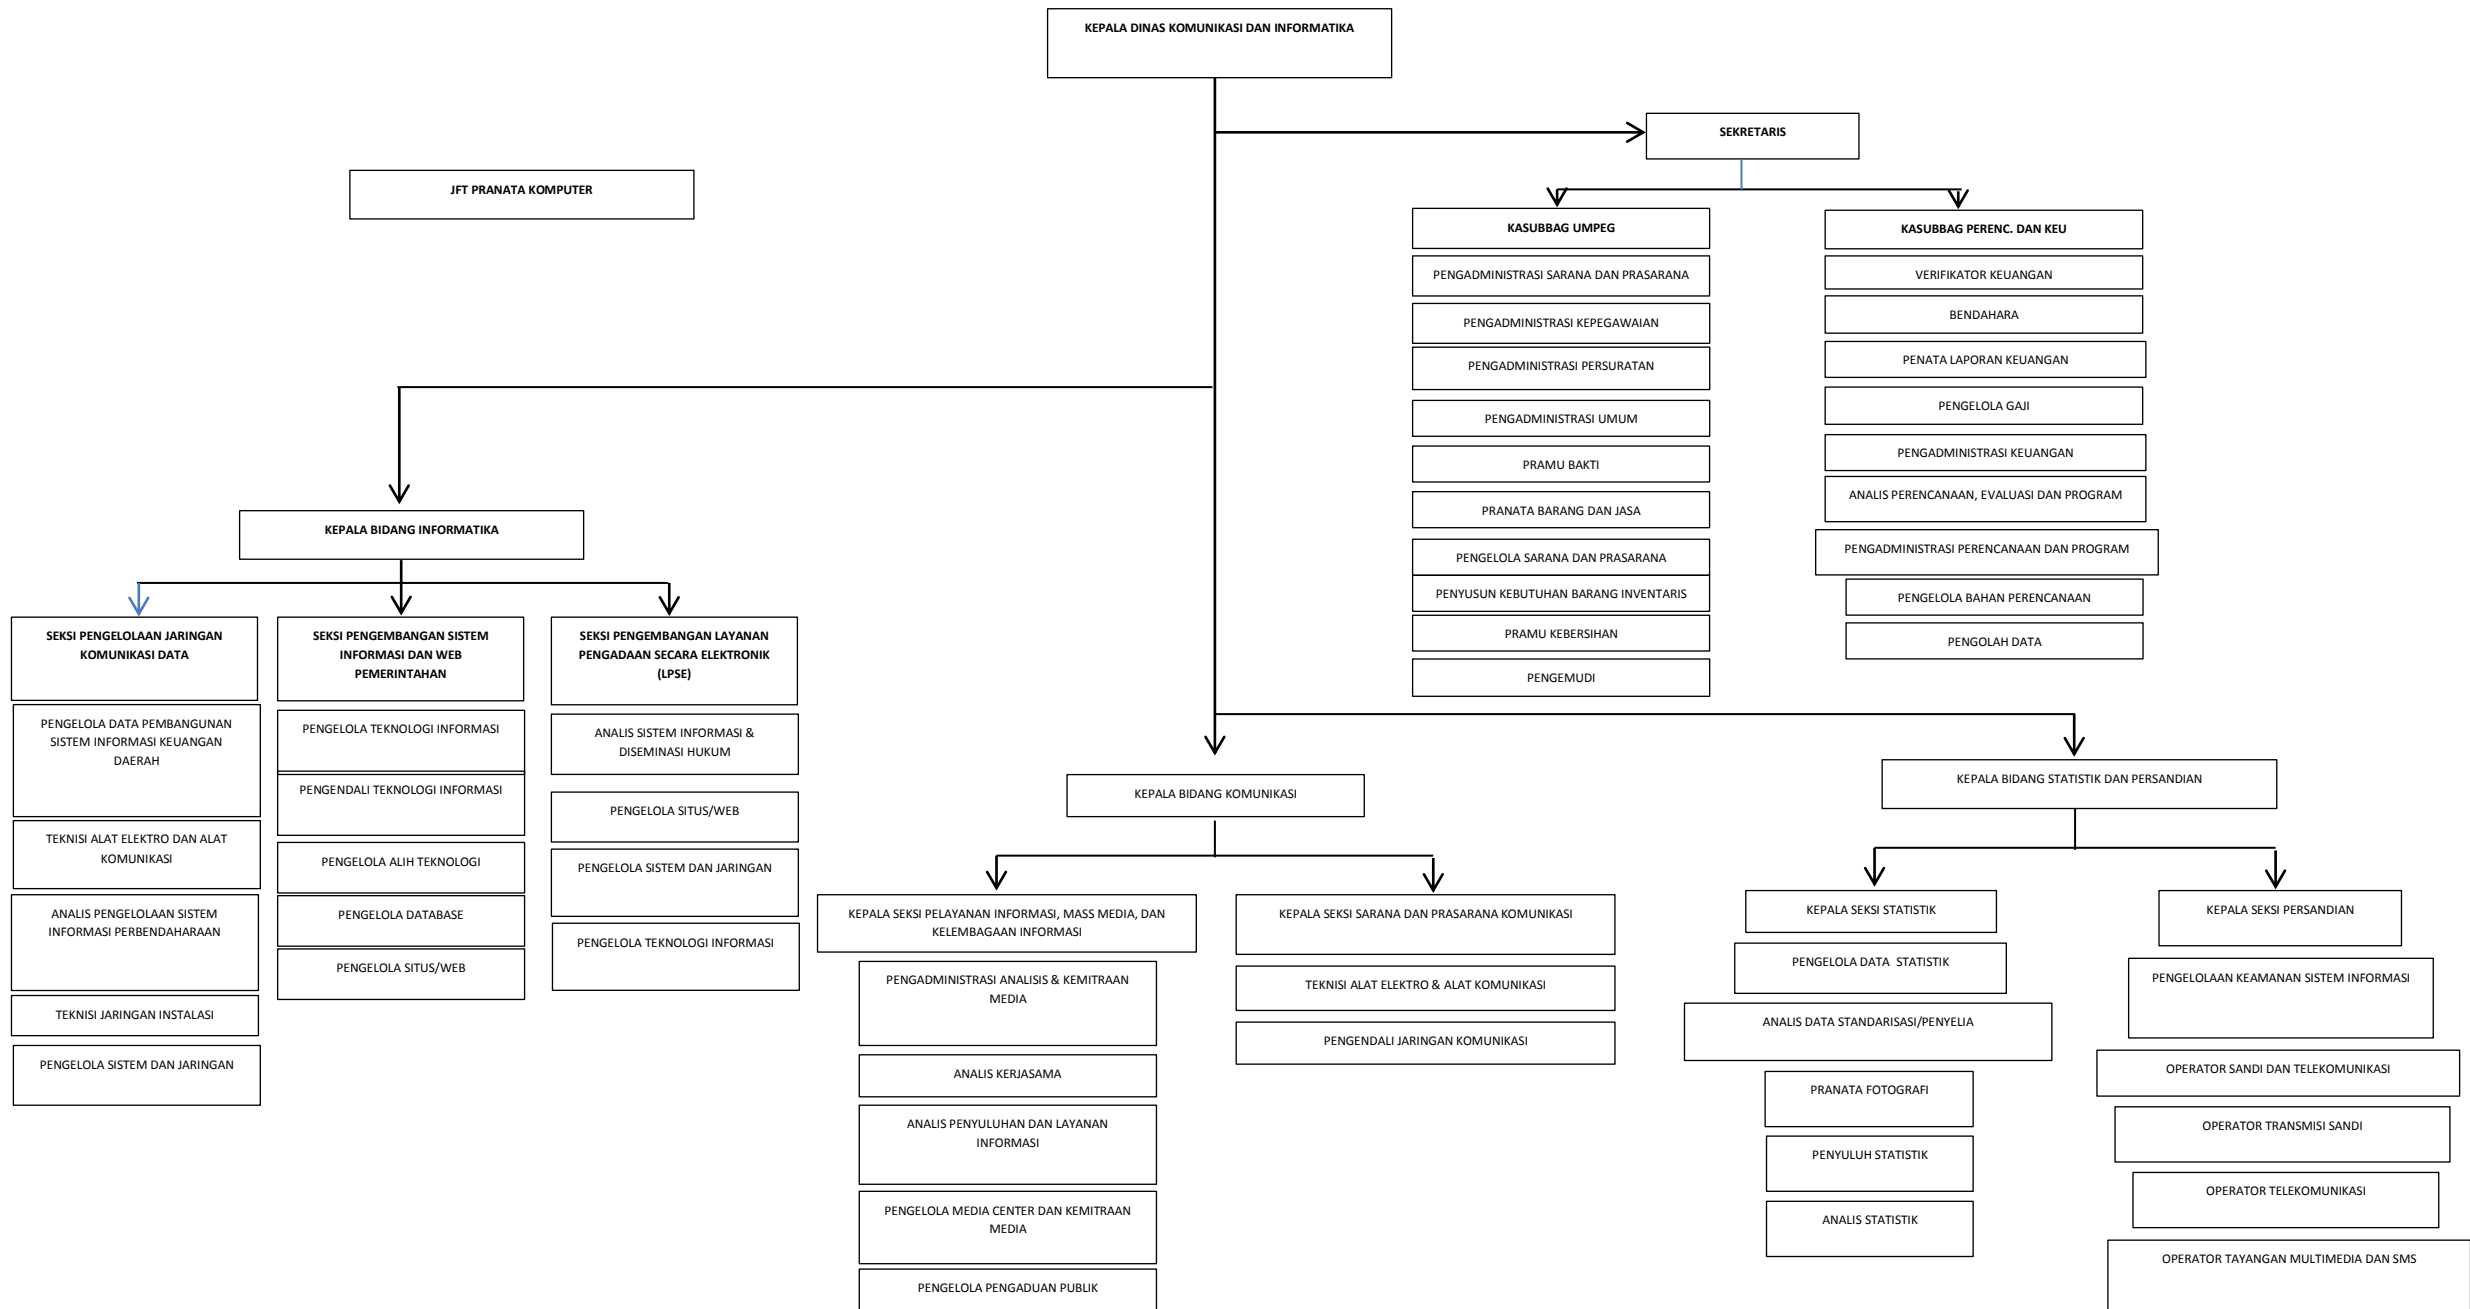 KEPALA DINAS KOMUNIKASI DAN INFORMATIKA
SEKRETARIS
JFT PRANATA KOMPUTER
KASUBBAG UMPEG
PENGADMINISTRASI SARANA DAN PRASARANA
PENGADMINISTRASI KEPEGAWAIAN
PENGADMINISTRASI PERSURATAN
PENGADMINISTRASI UMUM
PRAMU BAKTI
PRANATA BARANG DAN JASA
PENGELOLA SARANA DAN PRASARANA
PENYUSUN KEBUTUHAN BARANG INVENTARIS
PRAMU KEBERSIHAN
PENGEMUDI
KASUBBAG PERENC. DAN KEU
VERIFIKATOR KEUANGAN
BENDAHARA
PENATA LAPORAN KEUANGAN
PENGELOLA GAJI
PENGADMINISTRASI KEUANGAN
ANALIS PERENCANAAN, EVALUASI DAN PROGRAM
PENGADMINISTRASI PERENCANAAN DAN PROGRAM
PENGELOLA BAHAN PERENCANAAN
PENGOLAH DATA
KEPALA BIDANG INFORMATIKA
SEKSI PENGELOLAAN JARINGAN
KOMUNIKASI DATA
PENGELOLA DATA PEMBANGUNAN
SISTEM INFORMASI KEUANGAN
DAERAH
TEKNISI ALAT ELEKTRO DAN ALAT
KOMUNIKASI
ANALIS PENGELOLAAN SISTEM
INFORMASI PERBENDAHARAAN
TEKNISI JARINGAN INSTALASI
PENGELOLA SISTEM DAN JARINGAN
SEKSI PENGEMBANGAN SISTEM
INFORMASI DAN WEB
PEMERINTAHAN
PENGELOLA TEKNOLOGI INFORMASI
PENGENDALI TEKNOLOGI INFORMASI
PENGELOLA ALIH TEKNOLOGI
PENGELOLA DATABASE
PENGELOLA SITUS/WEB
SEKSI PENGEMBANGAN LAYANAN
PENGADAAN SECARA ELEKTRONIK
(LPSE)
ANALIS SISTEM INFORMASI &
DISEMINASI HUKUM
PENGELOLA SITUS/WEB
PENGELOLA SISTEM DAN JARINGAN
PENGELOLA TEKNOLOGI INFORMASI
KEPALA BIDANG KOMUNIKASI
KEPALA SEKSI PELAYANAN INFORMASI, MASS MEDIA, DAN
KELEMBAGAAN INFORMASI
PENGADMINISTRASI ANALISIS & KEMITRAAN
MEDIA
ANALIS KERJASAMA
ANALIS PENYULUHAN DAN LAYANAN
INFORMASI
PENGELOLA MEDIA CENTER DAN KEMITRAAN
MEDIA
PENGELOLA PENGADUAN PUBLIK
KEPALA SEKSI SARANA DAN PRASARANA KOMUNIKASI
TEKNISI ALAT ELEKTRO & ALAT KOMUNIKASI
PENGENDALI JARINGAN KOMUNIKASI
KEPALA BIDANG STATISTIK DAN PERSANDIAN
KEPALA SEKSI STATISTIK
PENGELOLA DATA  STATISTIK
ANALIS DATA STANDARISASI/PENYELIA
PRANATA FOTOGRAFI
PENYULUH STATISTIK
ANALIS STATISTIK
KEPALA SEKSI PERSANDIAN
PENGELOLAAN KEAMANAN SISTEM INFORMASI
OPERATOR SANDI DAN TELEKOMUNIKASI
OPERATOR TRANSMISI SANDI
OPERATOR TELEKOMUNIKASI
OPERATOR TAYANGAN MULTIMEDIA DAN SMS